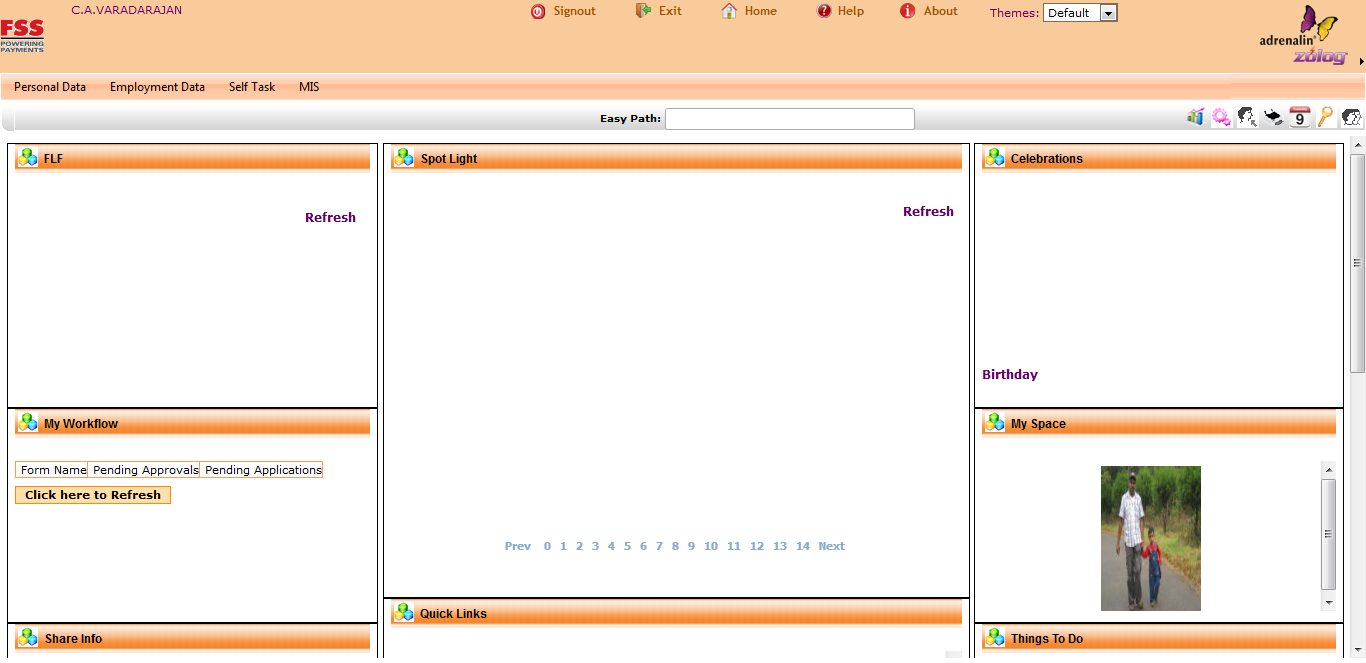 C.A.VARADARAJAN
Signout
Exit
Home
Help
About
Themes: Default
FSS
POWERING
PAYMENTS
adrenalin
zólog
Personal Data
Employment Data
Self Task
MIS
Easy Path:
9
FLF
Refresh
Spot Light
Refresh
Celebrations
Birthday
My Workflow
Form Name Pending Approvals Pending Applications
Click here to Refresh
Prev 0 1 2 3 4 5 6 7 8 9 10 11 12 13 14 Next
My Space
Quick Links
Share Info
Things To Do